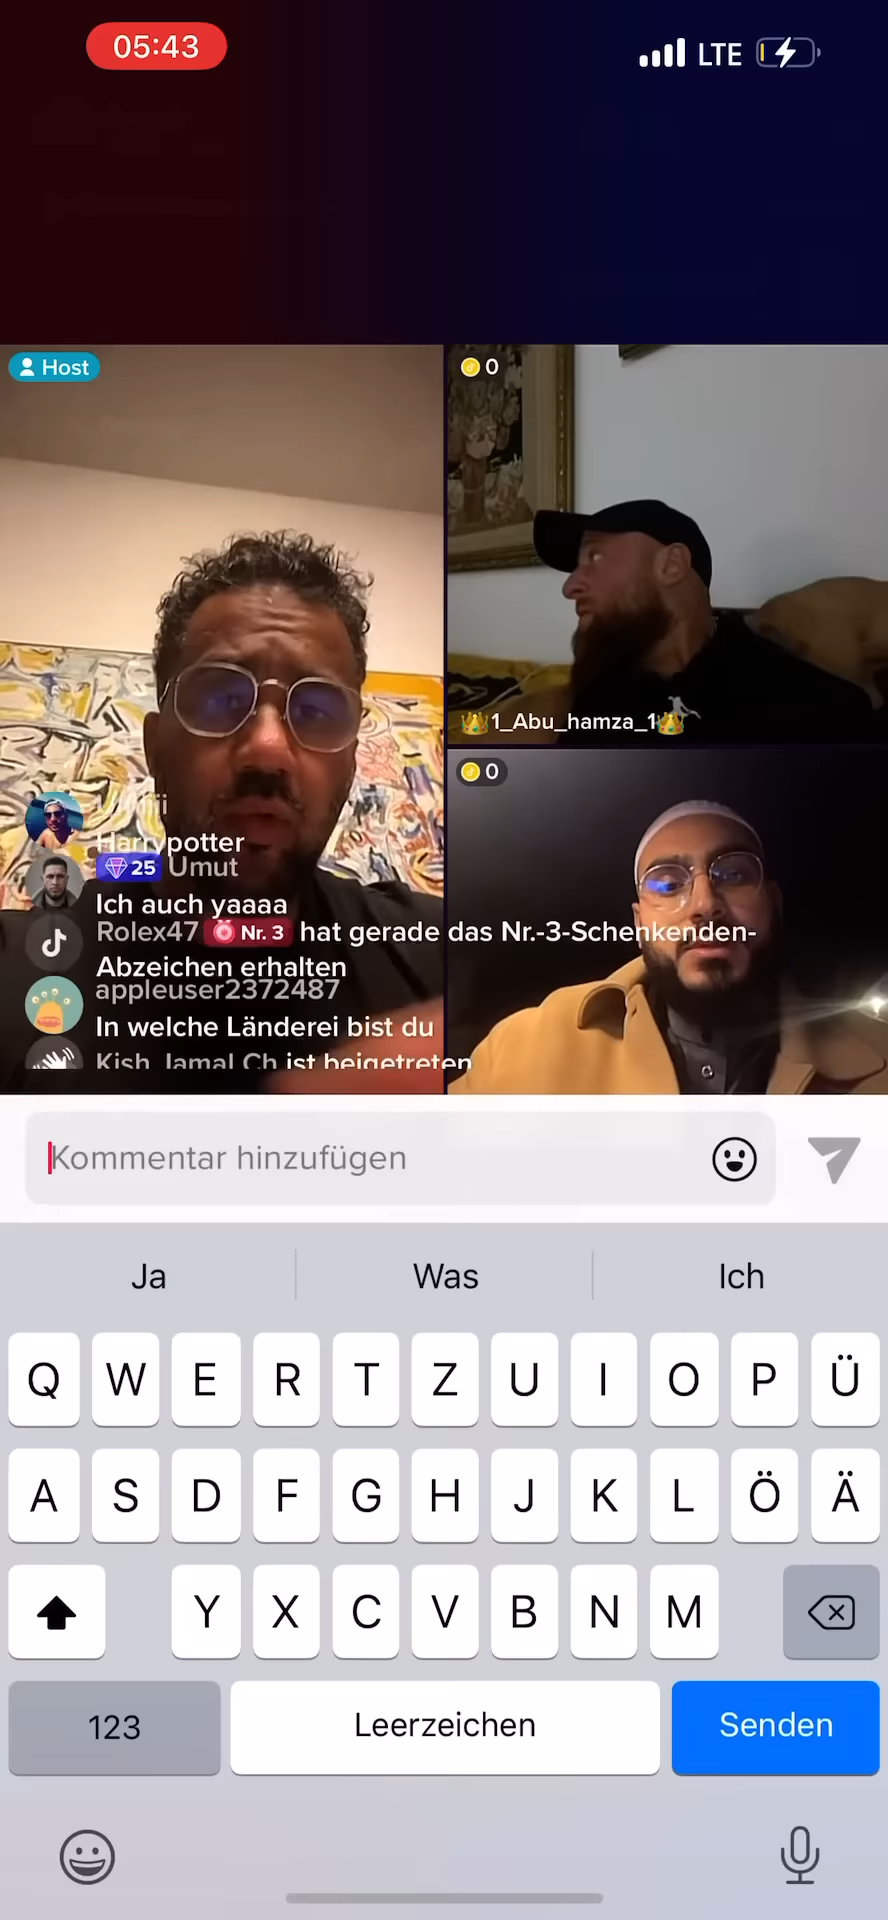 05:43
LTE
Host
0
1_Abu_hamza_1
0
Harrypotter
25 Umut
Ich auch yaaaa
Rolex47 Nr. 3 hat gerade das Nr.-3-Schenkenden-
Abzeichen erhalten
appleuser2372487
In welche Länderei bist du
Kish Jamal Ch ist beigetreten
Kommentar hinzufügen
Ja Was Ich
Q W E R T Z U I O P Ü
A S D F G H J K L Ö Ä
Y X C V B N M
123 Leerzeichen Senden